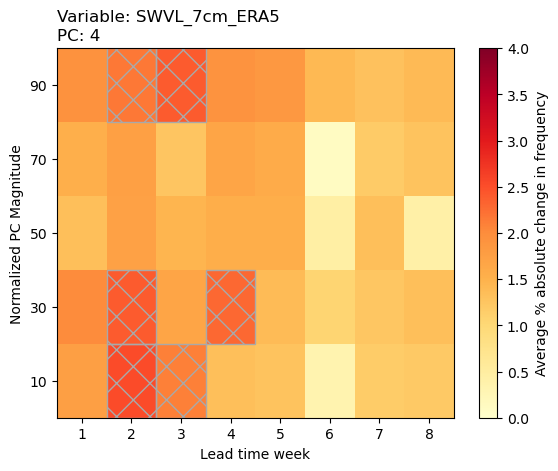 Variable: SWVL_7cm_ERA5
PC: 4
Normalized PC Magnitude
90
70
50
30
10
1 2 3 4 5 6 7 8
Lead time week
4.0
3.5
3.0
2.5
2.0
1.5
1.0
0.5
0.0
Average % absolute change in frequency